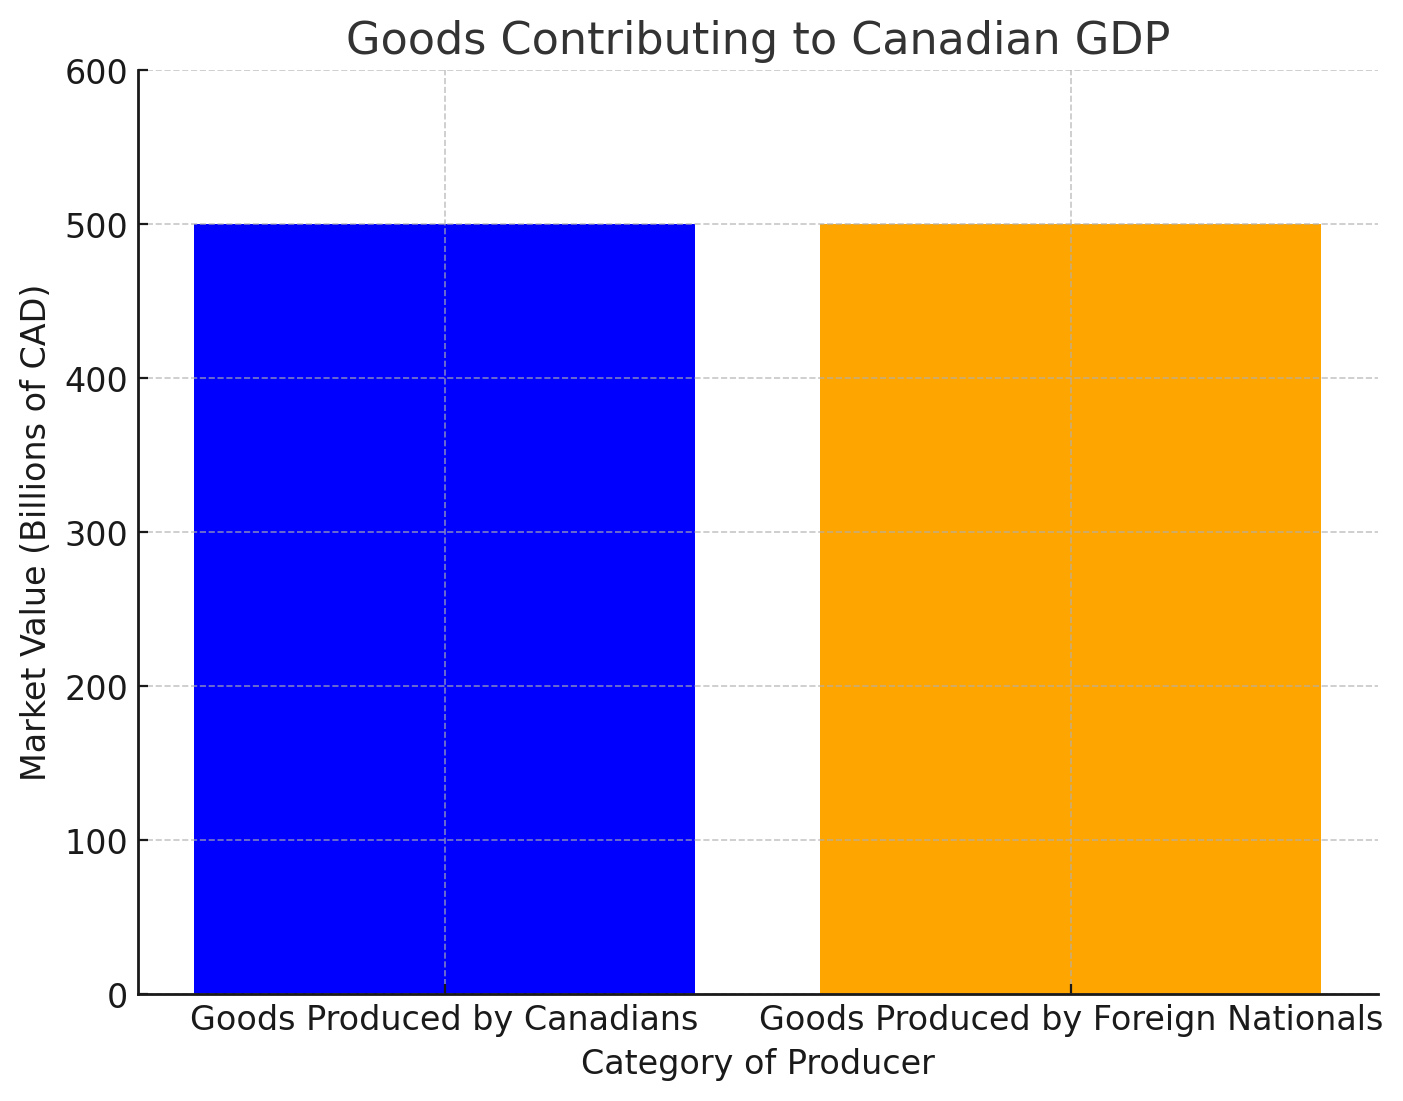 Goods Contributing to Canadian GDP
Market Value (Billions of CAD)
600
500
400
300
200
100
0
Goods Produced by Canadians
Goods Produced by Foreign Nationals
Category of Producer